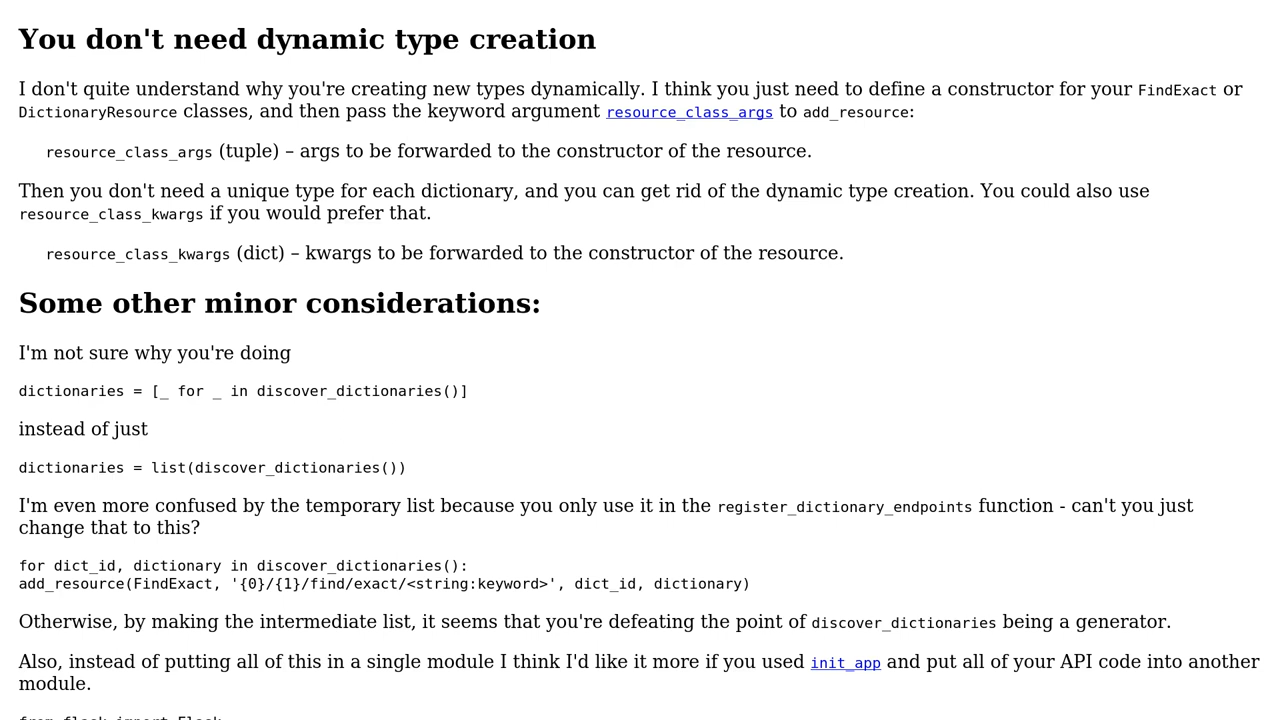 You don't need dynamic type creation
I don't quite understand why you're creating new types dynamically. I think you just need to define a constructor for your FindExact or
DictionaryResource classes, and then pass the keyword argument resource_class_args to add_resource:
resource_class_args (tuple) – args to be forwarded to the constructor of the resource.
Then you don't need a unique type for each dictionary, and you can get rid of the dynamic type creation. You could also use
resource_class_kwargs if you would prefer that.
resource_class_kwargs (dict) – kwargs to be forwarded to the constructor of the resource.
Some other minor considerations:
I'm not sure why you're doing
dictionaries = [_ for _ in discover_dictionaries()]
instead of just
dictionaries = list(discover_dictionaries())
I'm even more confused by the temporary list because you only use it in the register_dictionary_endpoints function - can't you just
change that to this?
for dict_id, dictionary in discover_dictionaries():
add_resource(FindExact, '{0}/{1}/find/exact/<string:keyword>', dict_id, dictionary)
Otherwise, by making the intermediate list, it seems that you're defeating the point of discover_dictionaries being a generator.
Also, instead of putting all of this in a single module I think I'd like it more if you used init_app and put all of your API code into another
module.
from flask import Flask